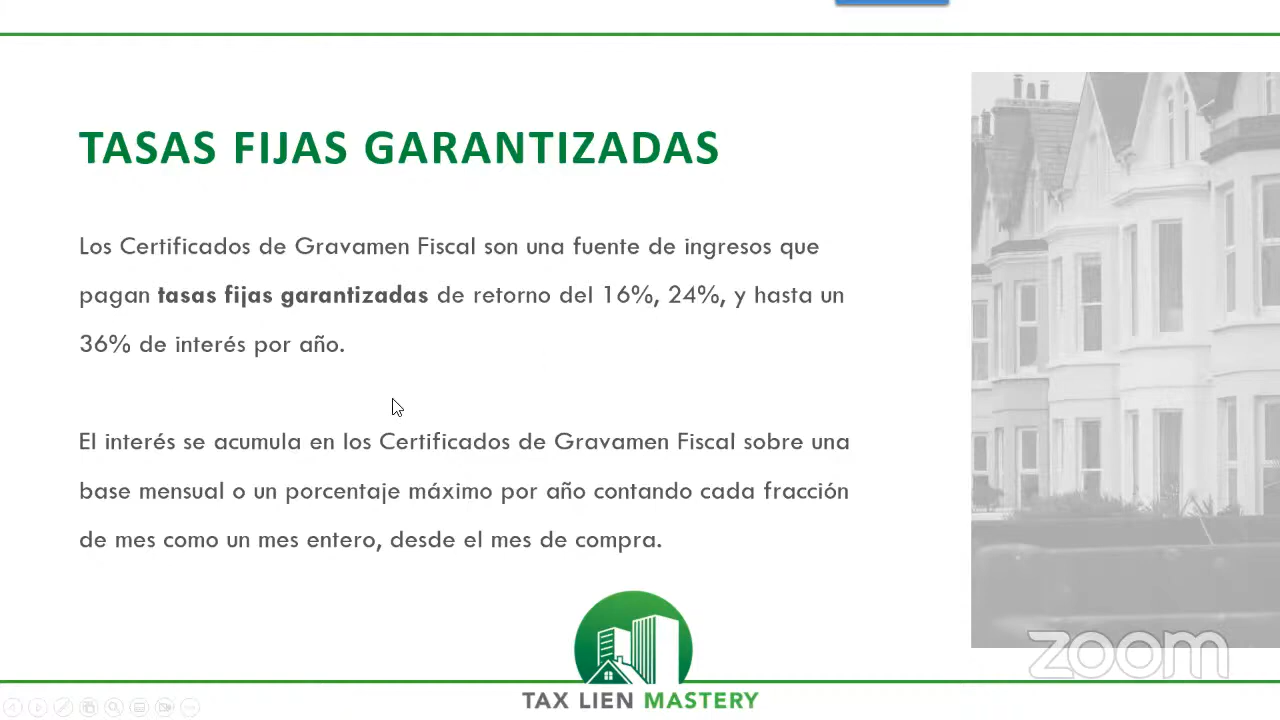 TASAS FIJAS GARANTIZADAS
Los Certificados de Gravamen Fiscal son una fuente de ingresos que
pagan tasas fijas garantizadas de retorno del 16%, 24%, y hasta un
36% de interés por año.
El interés se acumula en los Certificados de Gravamen Fiscal sobre una
base mensual o un porcentaje máximo por año contando cada fracción
de mes como un mes entero, desde el mes de compra.
zoom
TAX LIEN MASTERY